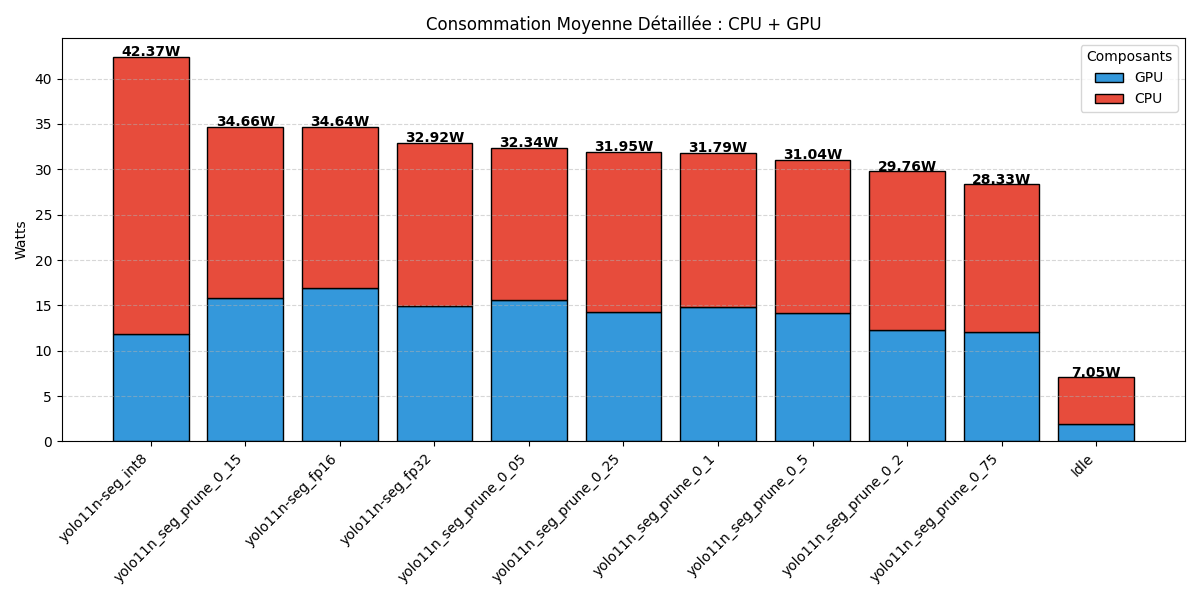 Consommation Moyenne Détaillée : CPU + GPU
Composants
GPU
CPU
Watts
40
35
30
25
20
15
10
5
0
42.37W
34.66W
34.64W
32.92W
32.34W
31.95W
31.79W
31.04W
29.76W
28.33W
7.05W
yolo11n-seg_int8
yolo11n_seg_prune_0_15
yolo11n-seg_fp16
yolo11n-seg_fp32
yolo11n_seg_prune_0_05
yolo11n_seg_prune_0_25
yolo11n_seg_prune_0_1
yolo11n_seg_prune_0_5
yolo11n_seg_prune_0_2
yolo11n_seg_prune_0_75
Idle